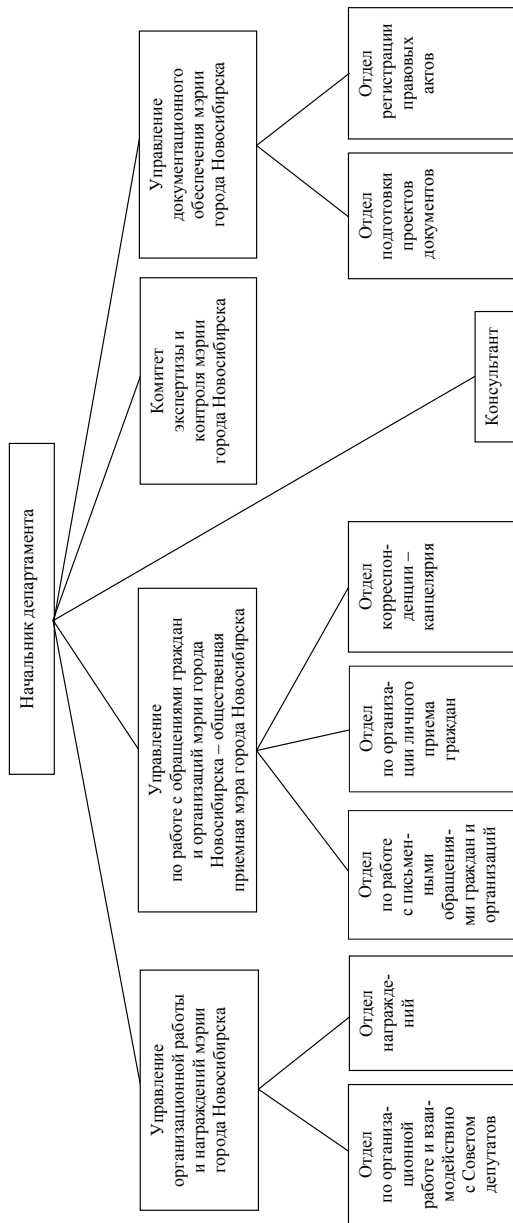 Начальник департамента
Управление
организационной работы
и награждений мэрии
города Новосибирска
Управление
по работе с обращениями граждан
и организаций мэрии города
Новосибирска – общественная
приемная мэра города Новосибирска
Комитет
экспертизы и
контроля мэрии
города Новосибирска
Управление
документационного
обеспечения мэрии
города Новосибирска
Отдел
по организа-
ционной
работе и взаи-
модействию
с Советом
депутатов
Отдел
награжде-
ний
Отдел
по работе
с письмен-
ными
обращения-
ми граждан и
организаций
Отдел
по организа-
ции личного
приема
граждан
Отдел
корреспон-
денции –
канцелярия
Консультант
Отдел
подготовки
проектов
документов
Отдел
регистрации
правовых
актов